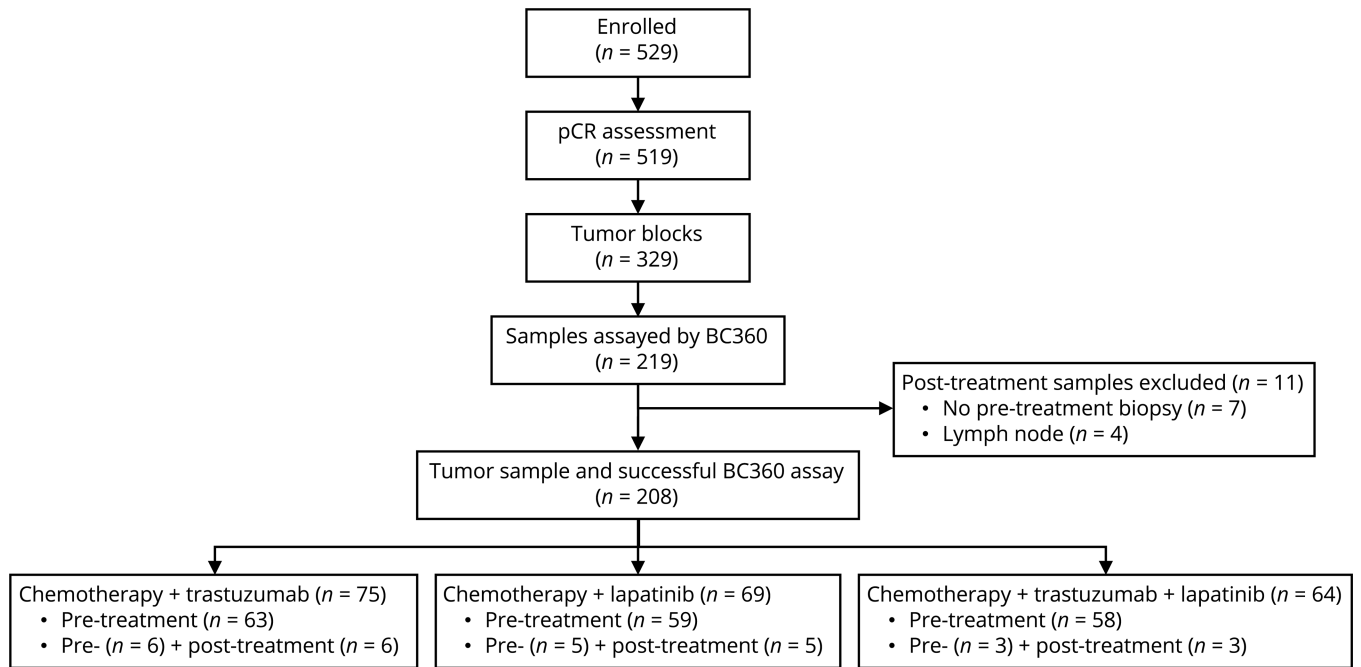 Enrolled
(n = 529)
pCR assessment
(n = 519)
Tumor blocks
(n = 329)
Samples assayed by BC360
(n = 219)
Post-treatment samples excluded (n = 11)
• No pre-treatment biopsy (n = 7)
• Lymph node (n = 4)
Tumor sample and successful BC360 assay
(n = 208)
Chemotherapy + trastuzumab (n = 75)
• Pre-treatment (n = 63)
• Pre- (n = 6) + post-treatment (n = 6)
Chemotherapy + lapatinib (n = 69)
• Pre-treatment (n = 59)
• Pre- (n = 5) + post-treatment (n = 5)
Chemotherapy + trastuzumab + lapatinib (n = 64)
• Pre-treatment (n = 58)
• Pre- (n = 3) + post-treatment (n = 3)